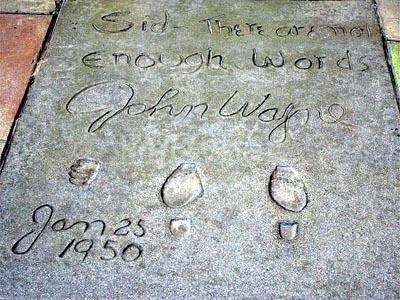 Sid - There are not
Enough Words
John Wayne
Jan 25
1950